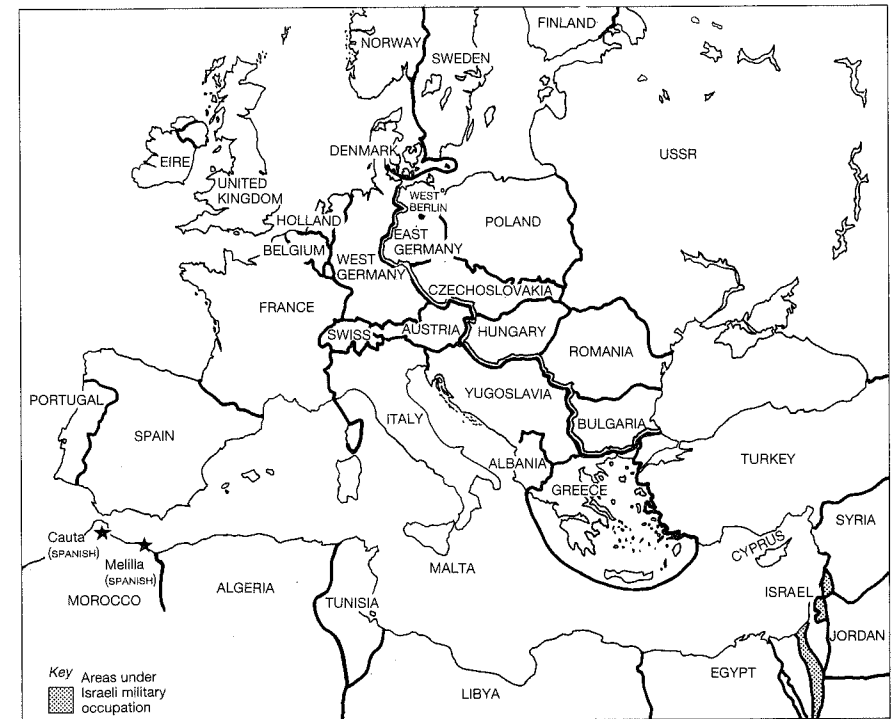 FINLAND
NORWAY
SWEDEN
DENMARK
USSR
EIRE
UNITED
KINGDOM
WEST
BERLIN
POLAND
HOLLAND
EAST
GERMANY
BELGIUM
WEST
GERMANY
CZECHOSLOVAKIA
FRANCE
SWISS
AUSTRIA
HUNGARY
ROMANIA
YUGOSLAVIA
PORTUGAL
SPAIN
ITALY
BULGARIA
ALBANIA
TURKEY
GREECE
SYRIA
Cauta
(SPANISH)
Melilla
(SPANISH)
MALTA
CYPRUS
ISRAEL
MOROCCO
ALGERIA
TUNISIA
JORDAN
LIBYA
EGYPT
Key
Areas under
Israeli military
occupation